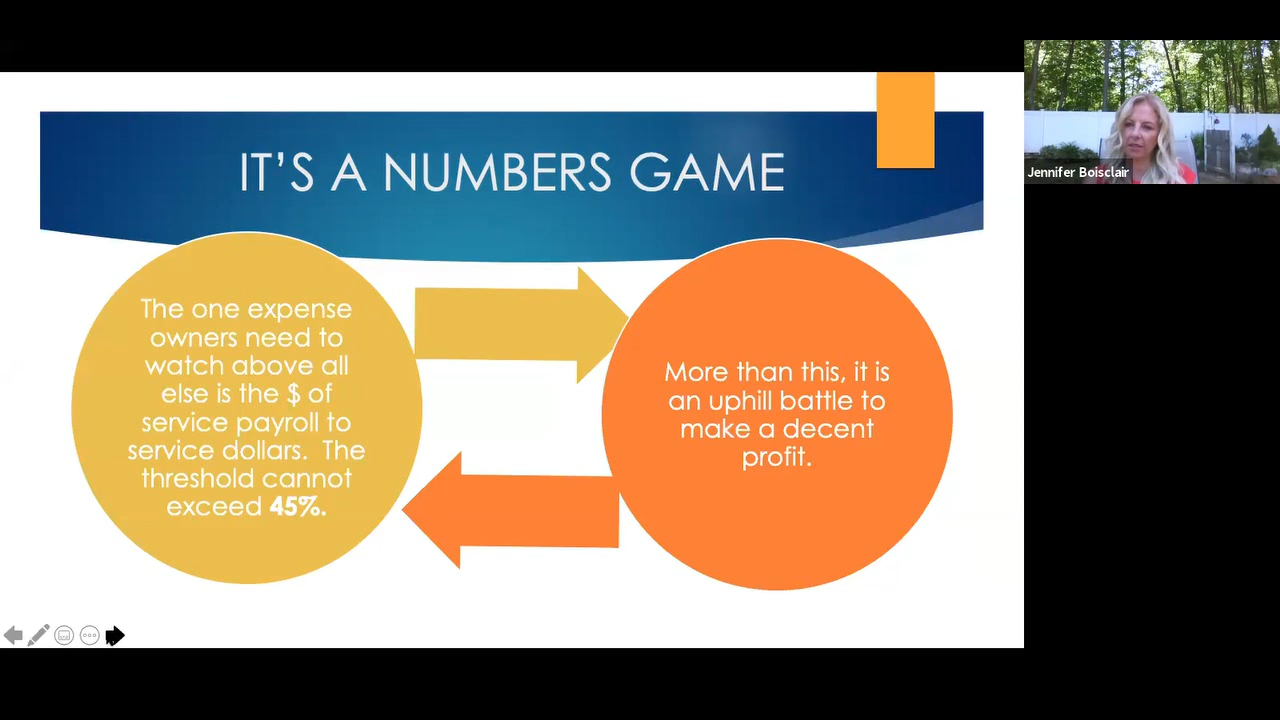 IT'S A NUMBERS GAME
The one expense
owners need to
watch above all
else is the $ of
service payroll to
service dollars.  The
threshold cannot
exceed 45%.
More than this, it is
an uphill battle to
make a decent
profit.
Jennifer Boisclair